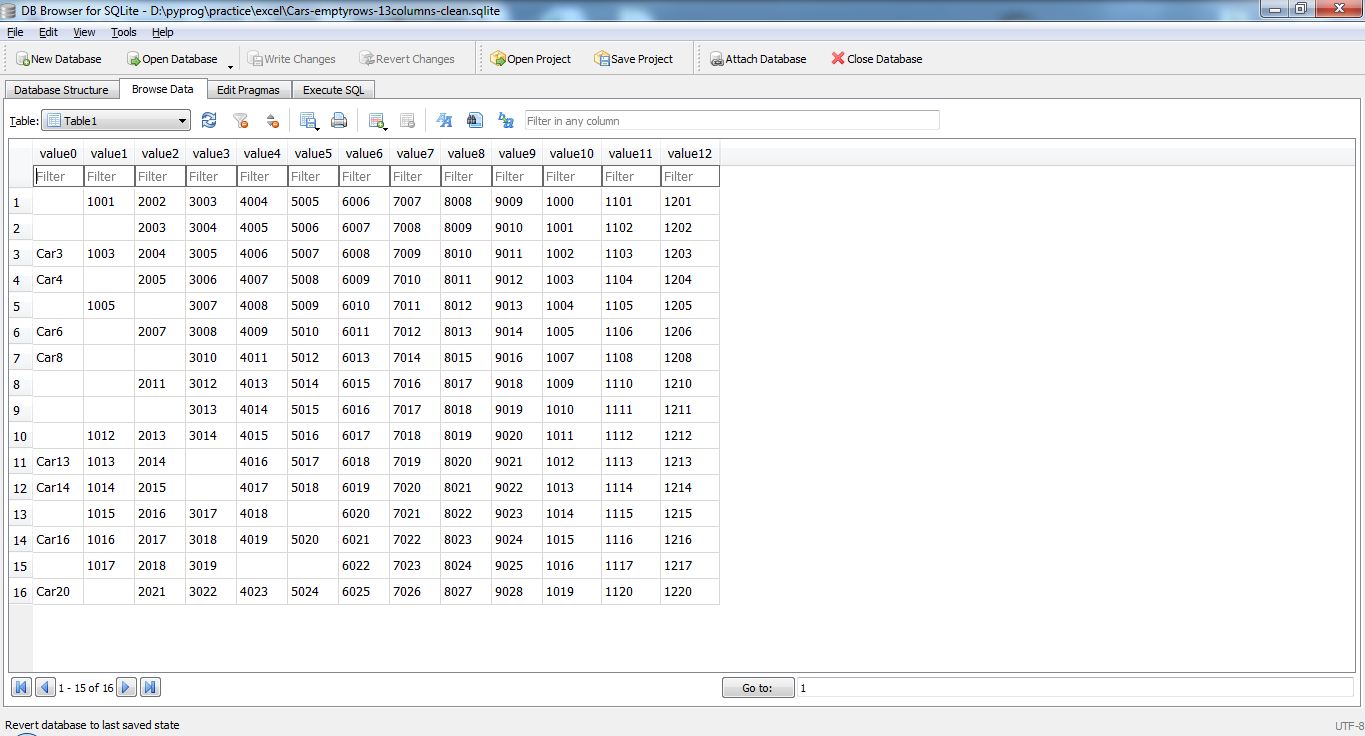 DB Browser for SQLite - D:\pyprog\practice\excel\Cars-emptyrows-13columns-clean.sqlite
File Edit View Tools Help
New Database Open Database Write Changes Revert Changes Open Project Save Project Attach Database Close Database
Database Structure Browse Data Edit Pragmas Execute SQL
Table: Table1 Filter in any column
value0 value1 value2 value3 value4 value5 value6 value7 value8 value9 value10 value11 value12
Filter Filter Filter Filter Filter Filter Filter Filter Filter Filter Filter Filter Filter
1 1001 2002 3003 4004 5005 6006 7007 8008 9009 1000 1101 1201
2 2003 3004 4005 5006 6007 7008 8009 9010 1001 1102 1202
3 Car3 1003 2004 3005 4006 5007 6008 7009 8010 9011 1002 1103 1203
4 Car4 2005 3006 4007 5008 6009 7010 8011 9012 1003 1104 1204
5 1005 3007 4008 5009 6010 7011 8012 9013 1004 1105 1205
6 Car6 2007 3008 4009 5010 6011 7012 8013 9014 1005 1106 1206
7 Car8 3010 4011 5012 6013 7014 8015 9016 1007 1108 1208
8 2011 3012 4013 5014 6015 7016 8017 9018 1009 1110 1210
9 3013 4014 5015 6016 7017 8018 9019 1010 1111 1211
10 1012 2013 3014 4015 5016 6017 7018 8019 9020 1011 1112 1212
11 Car13 1013 2014 4016 5017 6018 7019 8020 9021 1012 1113 1213
12 Car14 1014 2015 4017 5018 6019 7020 8021 9022 1013 1114 1214
13 1015 2016 3017 4018 6020 7021 8022 9023 1014 1115 1215
14 Car16 1016 2017 3018 4019 5020 6021 7022 8023 9024 1015 1116 1216
15 1017 2018 3019 6022 7023 8024 9025 1016 1117 1217
16 Car20 2021 3022 4023 5024 6025 7026 8027 9028 1019 1120 1220
1 - 15 of 16 Go to: 1
Revert database to last saved state UTF-8